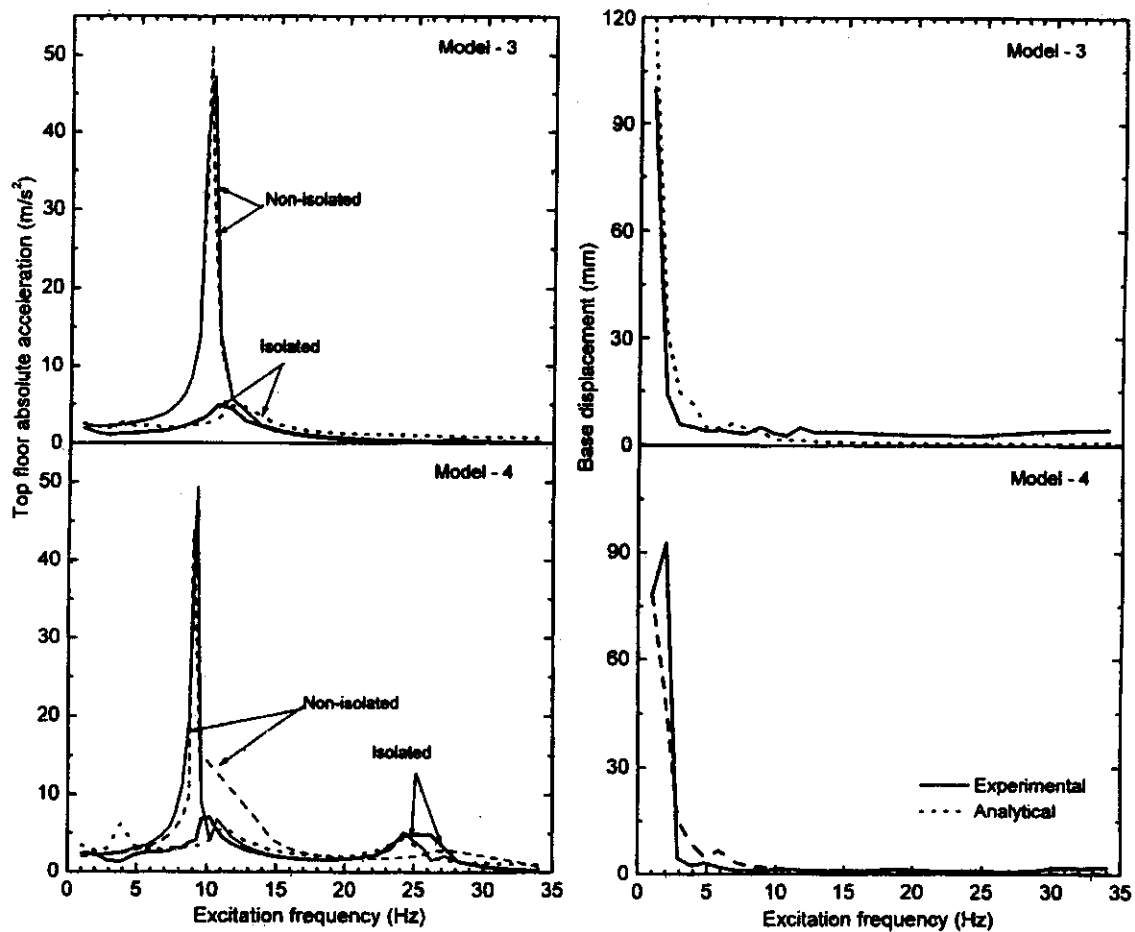 Top floor absolute acceleration (m/s²)
50
40
30
20
10
0
Model - 3
Non-isolated
Isolated
50
40
30
20
10
0
Model - 4
Non-isolated
Isolated
0 5 10 15 20 25 30 35
Excitation frequency (Hz)
Base displacement (mm)
120
90
60
30
0
Model - 3
90
60
30
0
Model - 4
Experimental
Analytical
0 5 10 15 20 25 30 35
Excitation frequency (Hz)